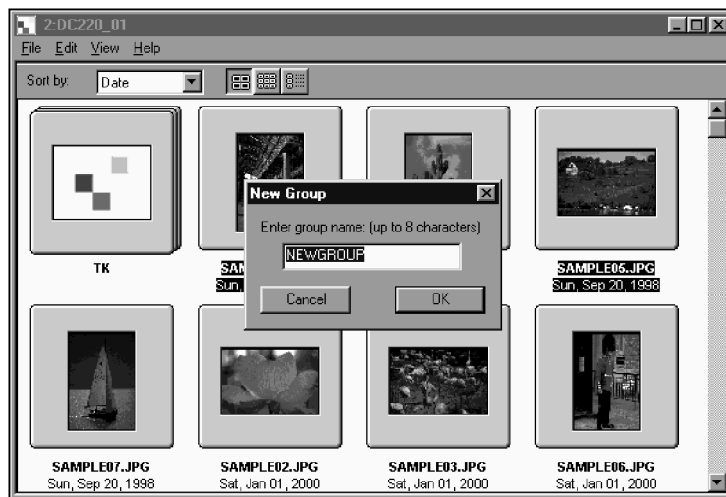 2:DC220_01
File Edit View Help
Sort by: Date
New Group
Enter group name: (up to 8 characters)
NEWGROUP
Cancel OK
TK SAM SAMPLE05.JPG
Sun, Sun, Sep 20, 1998
SAMPLE07.JPG SAMPLE02.JPG SAMPLE03.JPG SAMPLE06.JPG
Sun, Sep 20, 1998 Sat, Jan 01, 2000 Sat, Jan 01, 2000 Sat, Jan 01, 2000